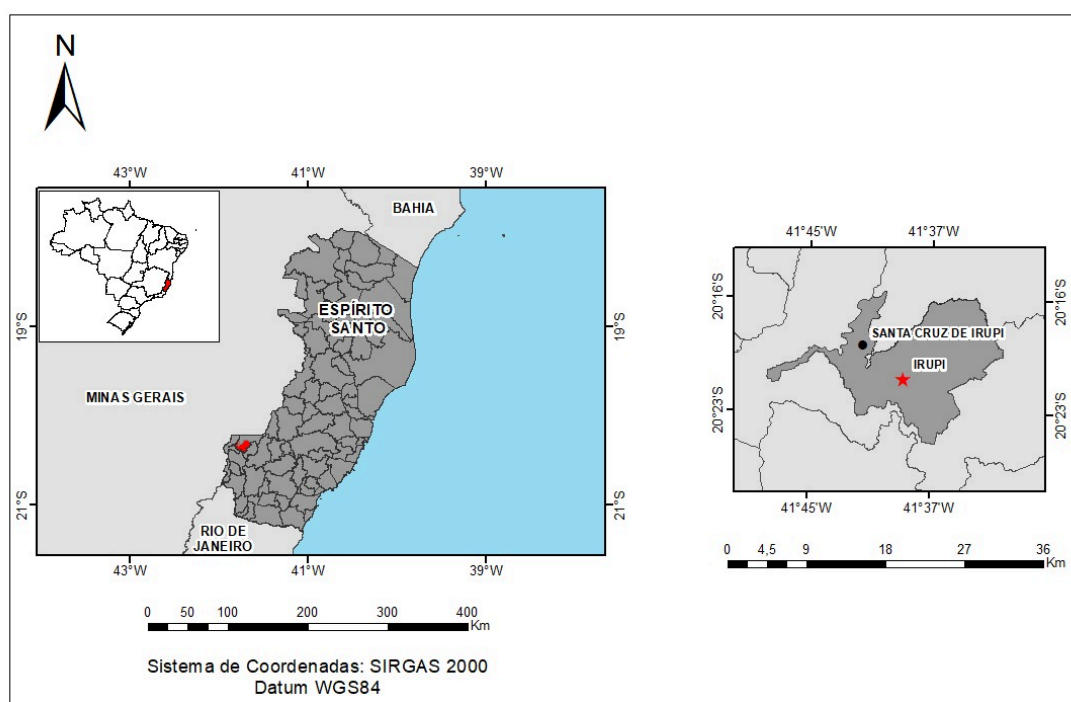 N
43°W
41°W
39°W
BAHIA
ESPÍRITO
SANTO
19°S
19°S
MINAS GERAIS
21°S
21°S
RIO DE
JANEIRO
43°W
41°W
39°W
0 50 100 200 300 400
Km
Sistema de Coordenadas: SIRGAS 2000
Datum WGS84
41°45'W
41°37'W
20°16'S
20°16'S
SANTA CRUZ DE IRUPI
IRUPI
20°23'S
20°23'S
41°45'W
41°37'W
0 4,5 9 18 27 36
Km